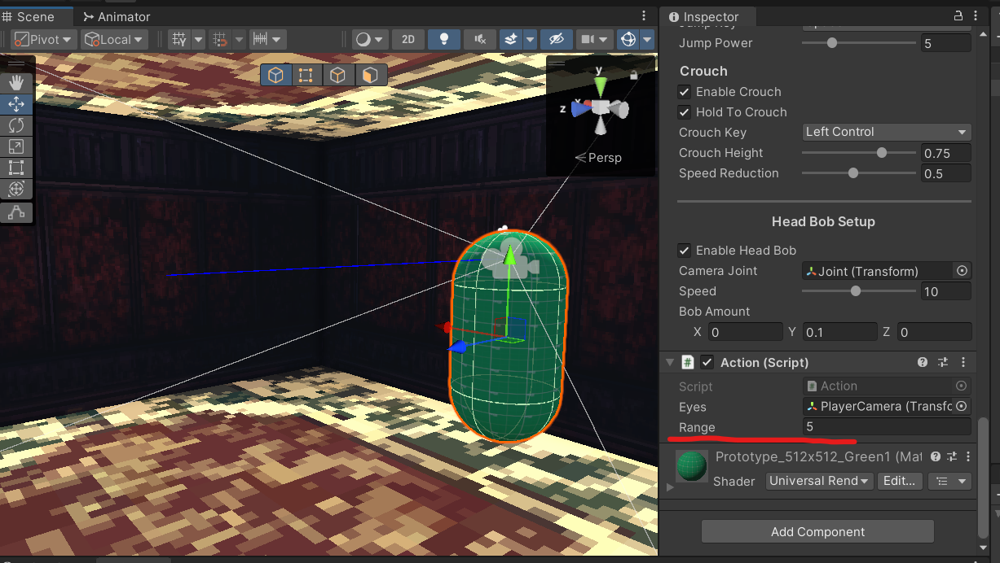 Scene
Animator
Inspector
Pivot
Local
2D
Y
y
x
z
Persp
Jump Power
5
Crouch
Enable Crouch
Hold To Crouch
Crouch Key
Left Control
Crouch Height
0.75
Speed Reduction
0.5
Head Bob Setup
Enable Head Bob
Camera Joint
Joint (Transform)
Speed
10
Bob Amount
X 0 Y 0.1 Z 0
# Action (Script)
Script
Action
Eyes
PlayerCamera (Transfo
Range
5
Prototype_512x512_Green1 (Mat
Shader
Universal Rend
Edit...
Add Component